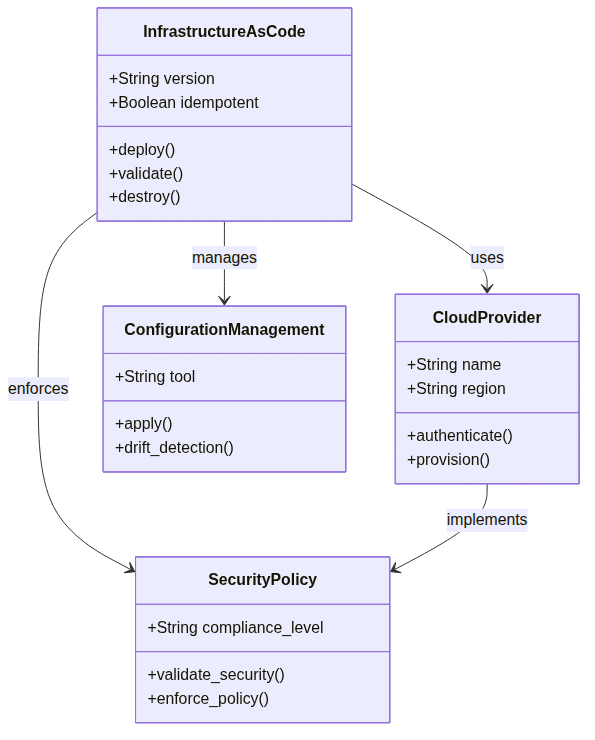 InfrastructureAsCode
+String version
+Boolean idempotent
+deploy()
+validate()
+destroy()
manages
uses
ConfigurationManagement
+String tool
+apply()
+drift_detection()
CloudProvider
+String name
+String region
+authenticate()
+provision()
enforces
implements
SecurityPolicy
+String compliance_level
+validate_security()
+enforce_policy()